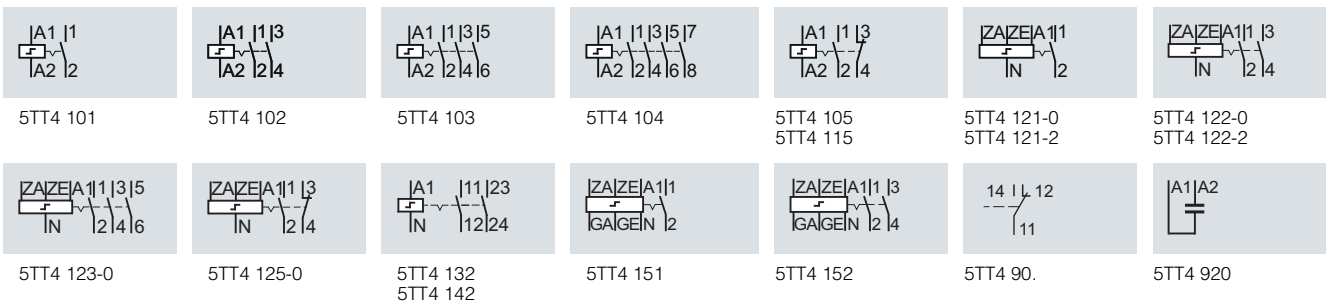 A1 1
A2 2
5TT4 101
A1 1 3
A2 2 4
5TT4 102
A1 1 3 5
A2 2 4 6
5TT4 103
A1 1 3 5 7
A2 2 4 6 8
5TT4 104
A1 1 3
A2 2 4
5TT4 105
5TT4 115
ZA ZE A1 1
N 2
5TT4 121-0
5TT4 121-2
ZA ZE A1 1 3
N 2 4
5TT4 122-0
5TT4 122-2
ZA ZE A1 1 3 5
N 2 4 6
5TT4 123-0
ZA ZE A1 1 3
N 2 4
5TT4 125-0
A1 11 23
N 12 24
5TT4 132
5TT4 142
ZA ZE A1 1
GA GE N 2
5TT4 151
ZA ZE A1 1 3
GA GE N 2 4
5TT4 152
14 12
11
5TT4 90.
A1 A2
5TT4 920